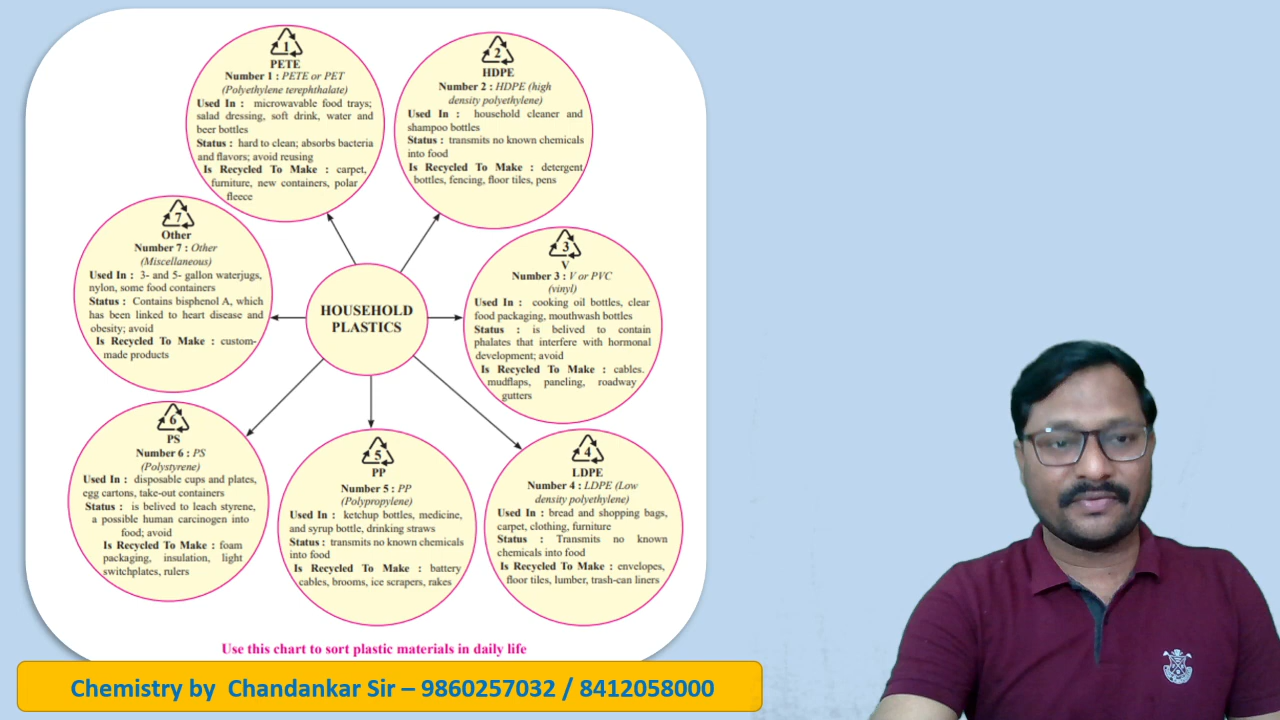 1
PETE
Number 1 : PETE or PET
(Polyethylene terephthalate)
Used In : microwavable food trays;
salad dressing, soft drink, water and
beer bottles
Status : hard to clean; absorbs bacteria
and flavors; avoid reusing
Is Recycled To Make : carpet,
furniture, new containers, polar
fleece
2
HDPE
Number 2 : HDPE (high
density polyethylene)
Used In : household cleaner and
shampoo bottles
Status : transmits no known chemicals
into food
Is Recycled To Make : detergent
bottles, fencing, floor tiles, pens
7
Other
Number 7 : Other
(Miscellaneous)
Used In : 3- and 5- gallon waterjugs,
nylon, some food containers
Status : Contains bisphenol A, which
has been linked to heart disease and
obesity; avoid
Is Recycled To Make : custom-
made products
HOUSEHOLD
PLASTICS
3
V
Number 3 : V or PVC
(vinyl)
Used In : cooking oil bottles, clear
food packaging, mouthwash bottles
Status : is belived to contain
phalates that interfere with hormonal
development; avoid
Is Recycled To Make : cables.
mudflaps, paneling, roadway
gutters
6
PS
Number 6 : PS
(Polystyrene)
Used In : disposable cups and plates,
egg cartons, take-out containers
Status : is belived to leach styrene,
a possible human carcinogen into
food; avoid
Is Recycled To Make : foam
packaging, insulation, light
switchplates, rulers
5
PP
Number 5 : PP
(Polypropylene)
Used In : ketchup bottles, medicine,
and syrup bottle, drinking straws
Status : transmits no known chemicals
into food
Is Recycled To Make : battery
cables, brooms, ice scrapers, rakes
4
LDPE
Number 4 : LDPE (Low
density polyethylene)
Used In : bread and shopping bags,
carpet, clothing, furniture
Status : Transmits no known
chemicals into food
Is Recycled To Make : envelopes,
floor tiles, lumber, trash-can liners
Use this chart to sort plastic materials in daily life
Chemistry by Chandankar Sir – 9860257032 / 8412058000